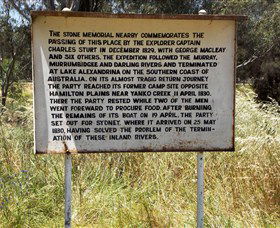 THE STONE MEMORIAL NEARBY COMMEMORATES THE
PASSING OF THIS PLACE BY THE EXPLORER CAPTAIN
CHARLES STURT IN DECEMBER 1829, WITH GEORGE MACLEAY
AND SIX OTHERS. THE EXPEDITION FOLLOWED THE MURRAY,
MURRUMBIDGEE AND DARLING RIVERS AND TERMINATED
AT LAKE ALEXANDRINA ON THE SOUTHERN COAST OF
AUSTRALIA. ON ITS ALMOST TRAGIC RETURN JOURNEY
THE PARTY REACHED ITS FORMER CAMP SITE OPPOSITE
HAMILTON PLAINS NEAR YANKO CREEK 11 APRIL 1830.
THERE THE PARTY RESTED WHILE TWO OF THE MEN
WENT FOREWARD TO PROCURE FOOD. AFTER BURNING
THE REMAINS OF ITS BOAT ON 19 APRIL, THE PARTY
SET OUT FOR SYDNEY, WHERE IT ARRIVED ON 25 MAY
1830, HAVING SOLVED THE PROBLEM OF THE TERMIN-
ATION OF THESE INLAND RIVERS.